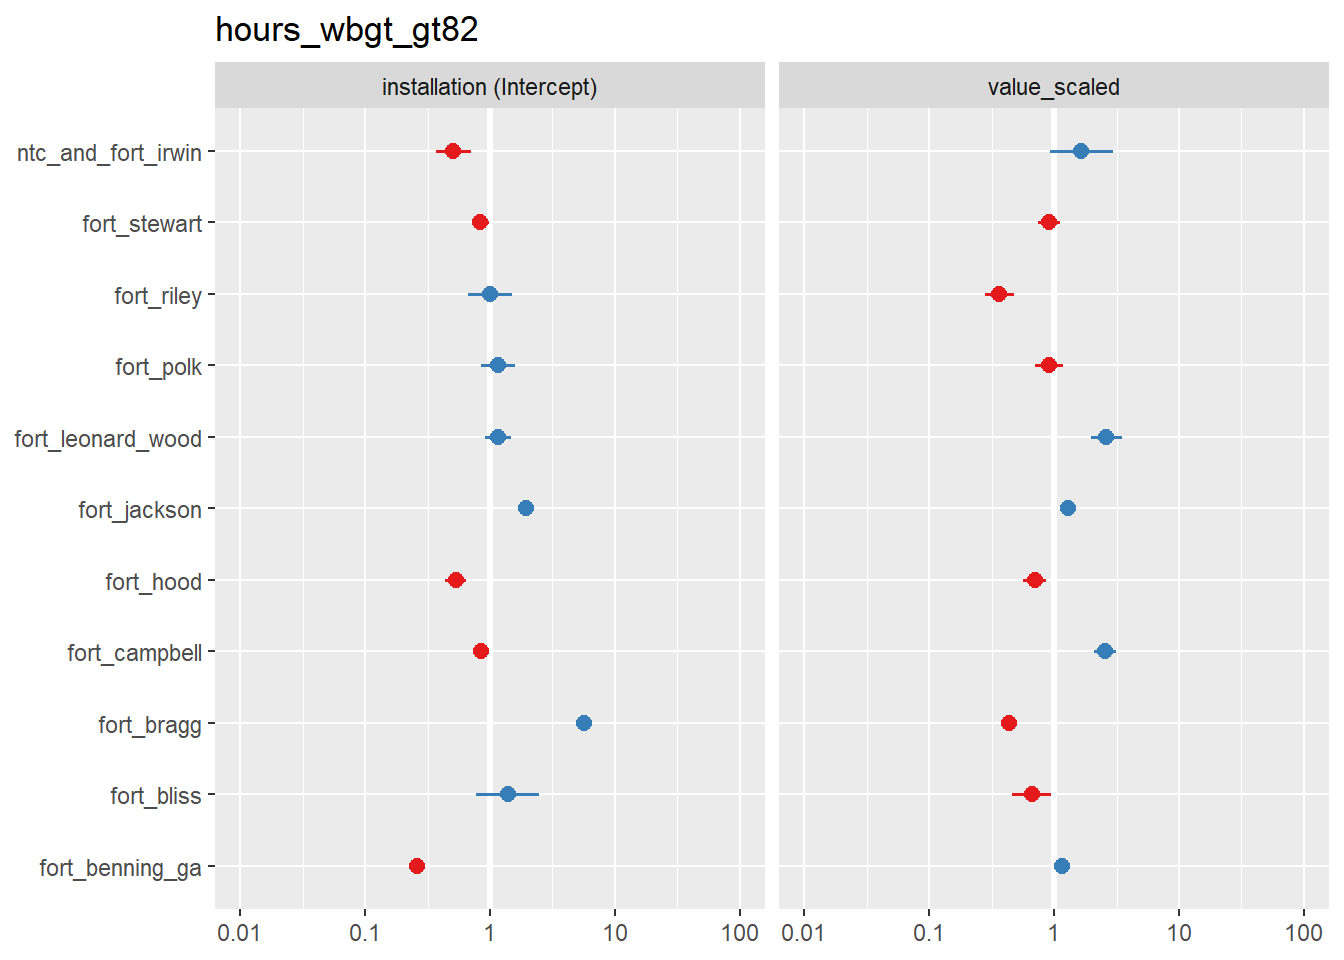 hours_wbgt_gt82
installation (Intercept)
value_scaled
ntc_and_fort_irwin
fort_stewart
fort_riley
fort_polk
fort_leonard_wood
fort_jackson
fort_hood
fort_campbell
fort_bragg
fort_bliss
fort_benning_ga
0.01 0.1 1 10 100
0.01 0.1 1 10 100